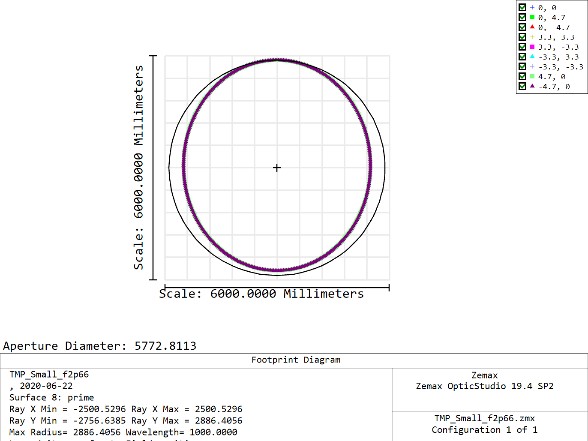 + 0, 0
0, 4.7
0, -4.7
3.3, 3.3
3.3, -3.3
-3.3, 3.3
-3.3, -3.3
4.7, 0
-4.7, 0
Scale: 6000.0000 Millimeters
Scale: 6000.0000 Millimeters
Aperture Diameter: 5772.8113
Footprint Diagram
TMP_Small_f2p66
, 2020-06-22
Surface 8: prime
Ray X Min = -2500.5296 Ray X Max = 2500.5296
Ray Y Min = -2756.6385 Ray Y Max = 2886.4056
Max Radius= 2886.4056 Wavelength= 1000.0000
Zemax
Zemax OpticStudio 19.4 SP2
TMP_Small_f2p66.zmx
Configuration 1 of 1